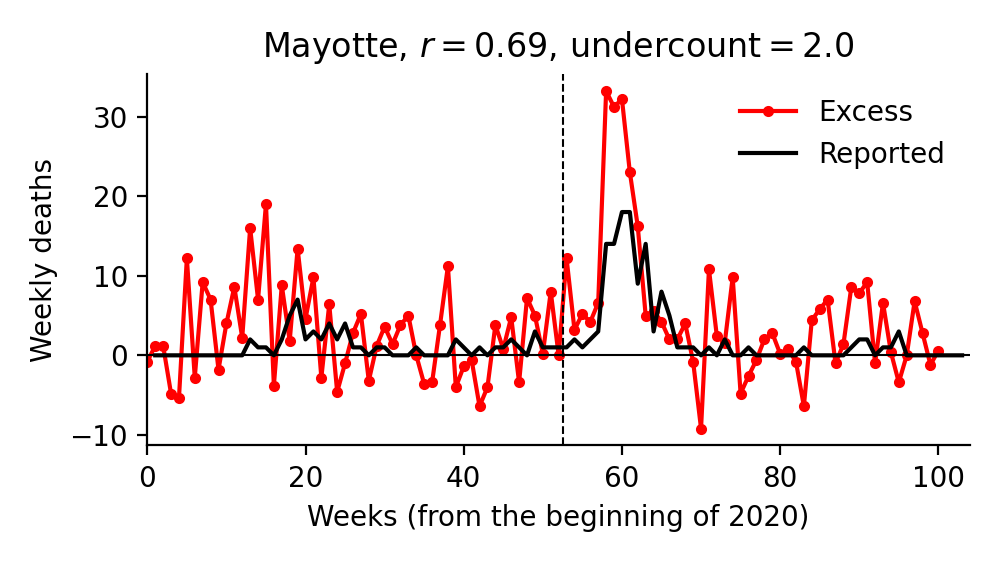 Mayotte, r = 0.69, undercount = 2.0
Excess
Reported
Weekly deaths
30
20
10
0
−10
0 20 40 60 80 100
Weeks (from the beginning of 2020)